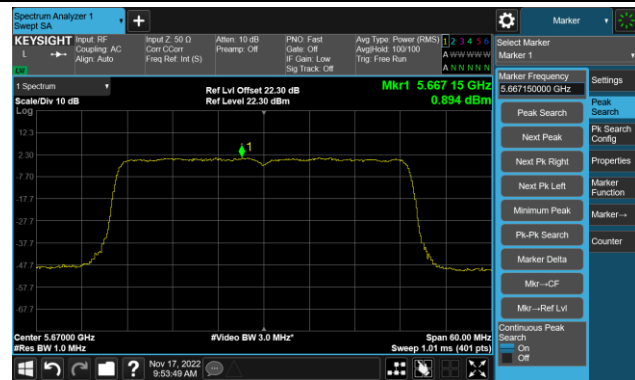 Spectrum Analyzer 1
Swept SA
Marker
KEYSIGHT
L
Input: RF
Coupling: AC
Align: Auto
Input Z: 50 Ω
Corr CCorr
Freq Ref: Int (S)
Atten: 10 dB
Preamp: Off
PNO: Fast
Gate: Off
IF Gain: Low
Sig Track: Off
Avg Type: Power (RMS)
Avg|Hold: 100/100
Trig: Free Run
1 2 3 4 5 6
A W W W W W
A N N N N N
Select Marker
Marker 1
1 Spectrum
Scale/Div 10 dB
Log
Ref Lvl Offset 22.30 dB
Ref Level 22.30 dBm
Mkr1 5.667 15 GHz
0.894 dBm
12.3
2.30
-7.70
-17.7
-27.7
-37.7
-47.7
-57.7
-67.7
1
Marker Frequency
5.667150000 GHz
Peak Search
Next Peak
Next Pk Right
Next Pk Left
Minimum Peak
Pk-Pk Search
Marker Delta
Mkr→CF
Mkr→Ref Lvl
Continuous Peak
Search
On
Off
Settings
Peak
Search
Pk Search
Config
Properties
Marker
Function
Marker→
Counter
Center 5.67000 GHz
#Res BW 1.0 MHz
#Video BW 3.0 MHz*
Span 60.00 MHz
Sweep 1.01 ms (401 pts)
Nov 17, 2022
9:53:49 AM